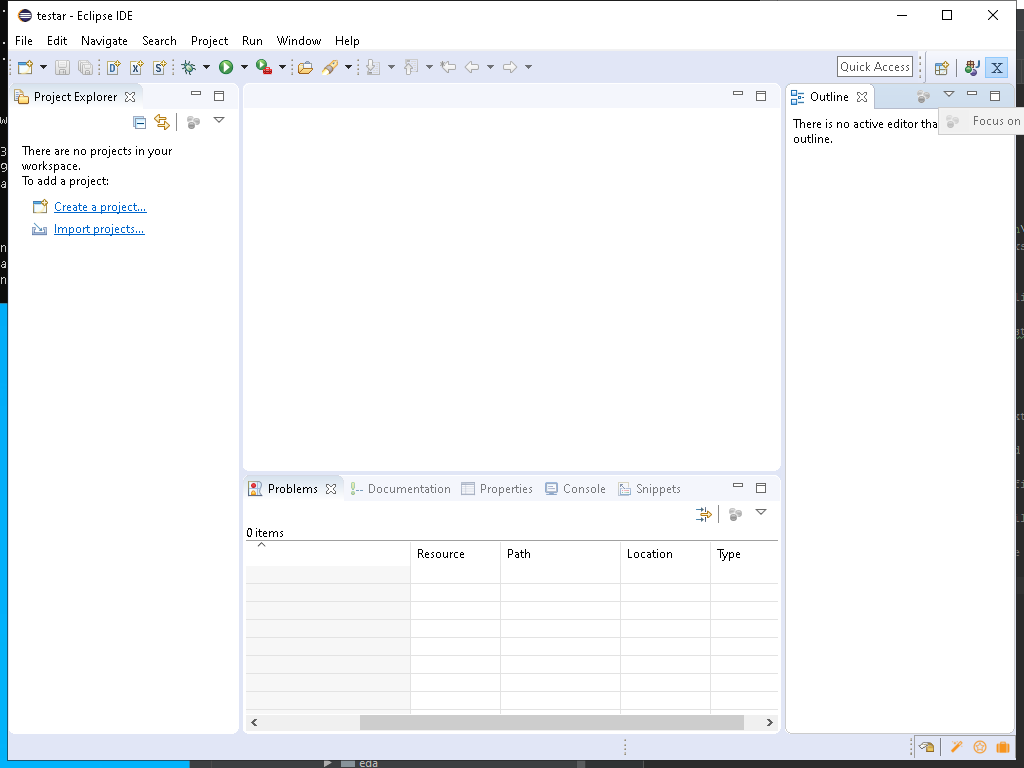 testar - Eclipse IDE
File Edit Navigate Search Project Run Window Help
Quick Access
Project Explorer
There are no projects in your
workspace.
To add a project:
Create a project...
Import projects...
Outline
There is no active editor tha
outline.
Focus on
Problems Documentation Properties Console Snippets
0 items
Resource Path Location Type
eda